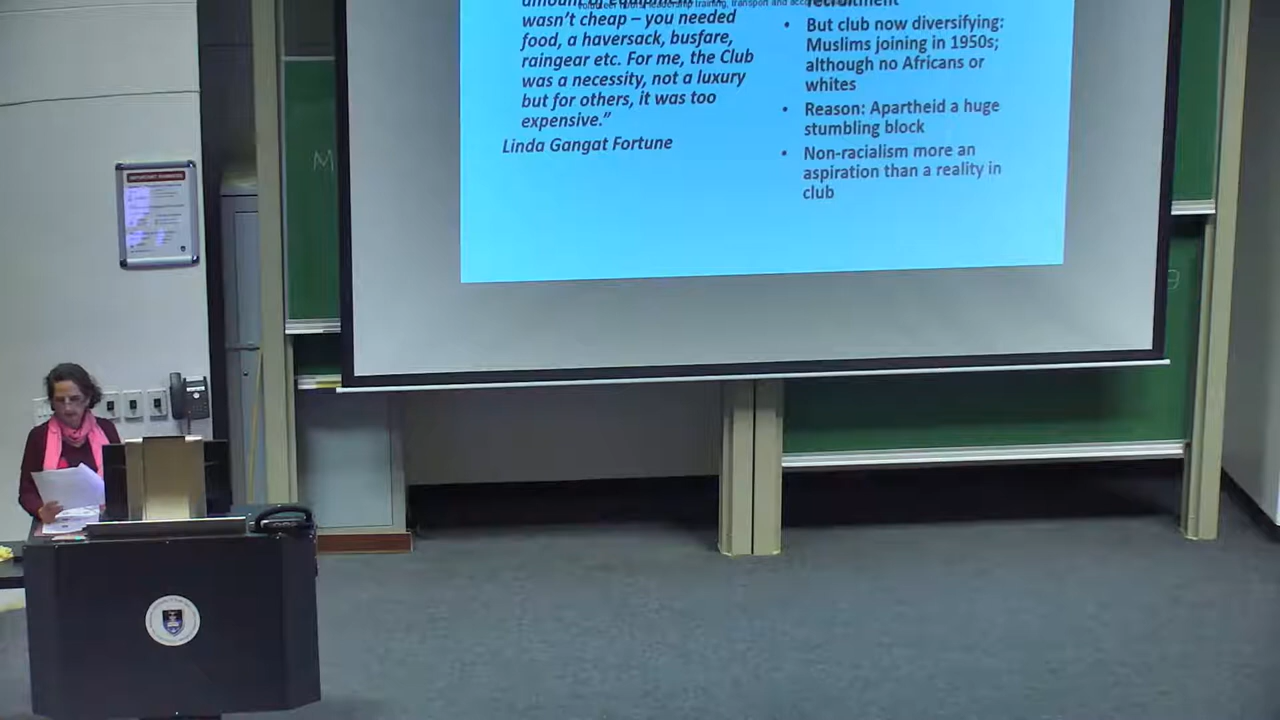 wasn't cheap – you needed
food, a haversack, busfare,
raingear etc. For me, the Club
was a necessity, not a luxury
but for others, it was too
expensive.”
Linda Gangat Fortune
recruitment
• But club now diversifying:
Muslims joining in 1950s;
although no Africans or
whites
• Reason: Apartheid a huge
stumbling block
• Non-racialism more an
aspiration than a reality in
club
M